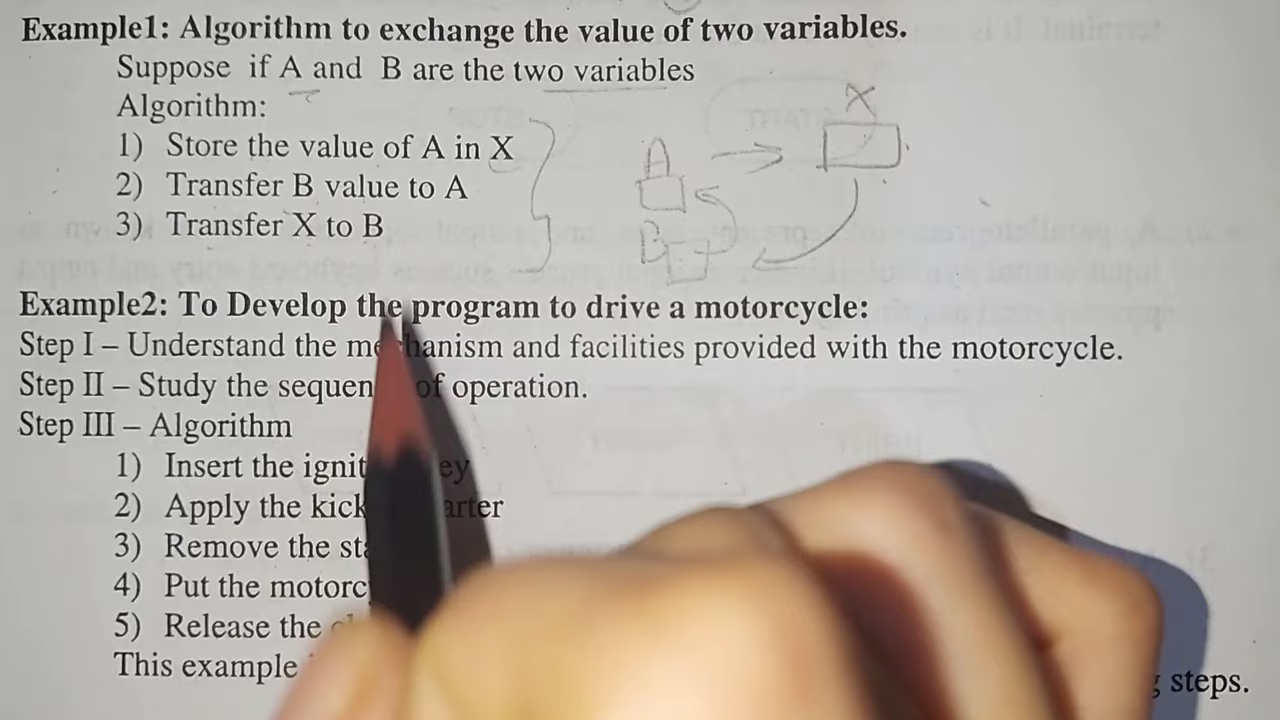 Example1: Algorithm to exchange the value of two variables.
Suppose if A and B are the two variables
Algorithm:
1) Store the value of A in X
2) Transfer B value to A
3) Transfer X to B
X
A
B
Example2: To Develop the program to drive a motorcycle:
Step I – Understand the mechanism and facilities provided with the motorcycle.
Step II – Study the sequen of operation.
Step III – Algorithm
1) Insert the ignit ey
2) Apply the kick arter
3) Remove the
4) Put the
5) Release the
This example
steps.